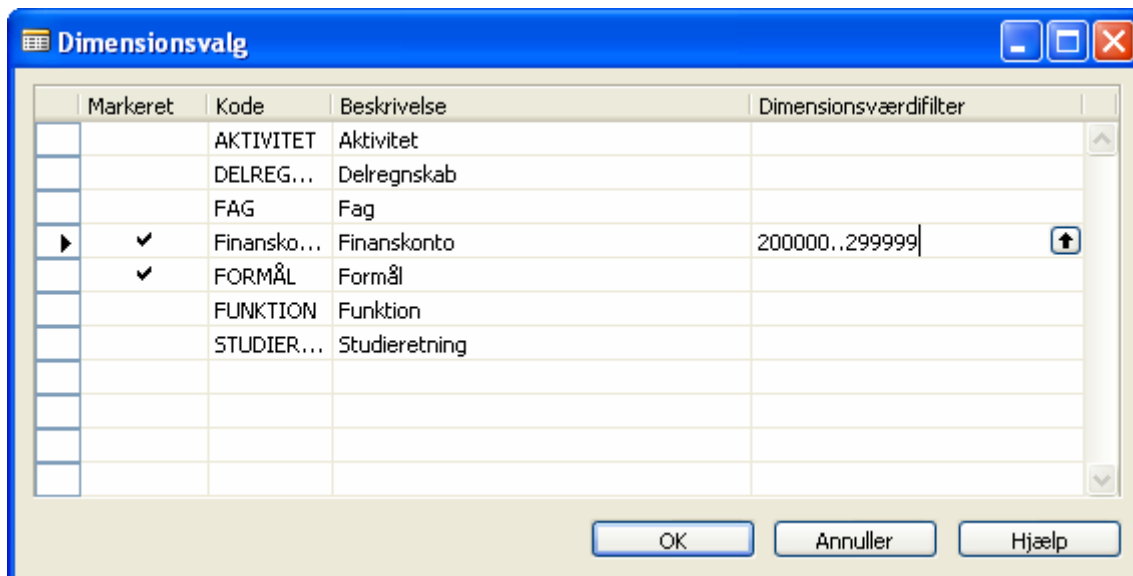 Dimensionsvalg
Markeret Kode Beskrivelse Dimensionsværdifilter
AKTIVITET Aktivitet
DELREG... Delregnskab
FAG Fag
Finansko... Finanskonto 200000..299999
FORMÅL Formål
FUNKTION Funktion
STUDIER... Studieretning
OK Annuller Hjælp